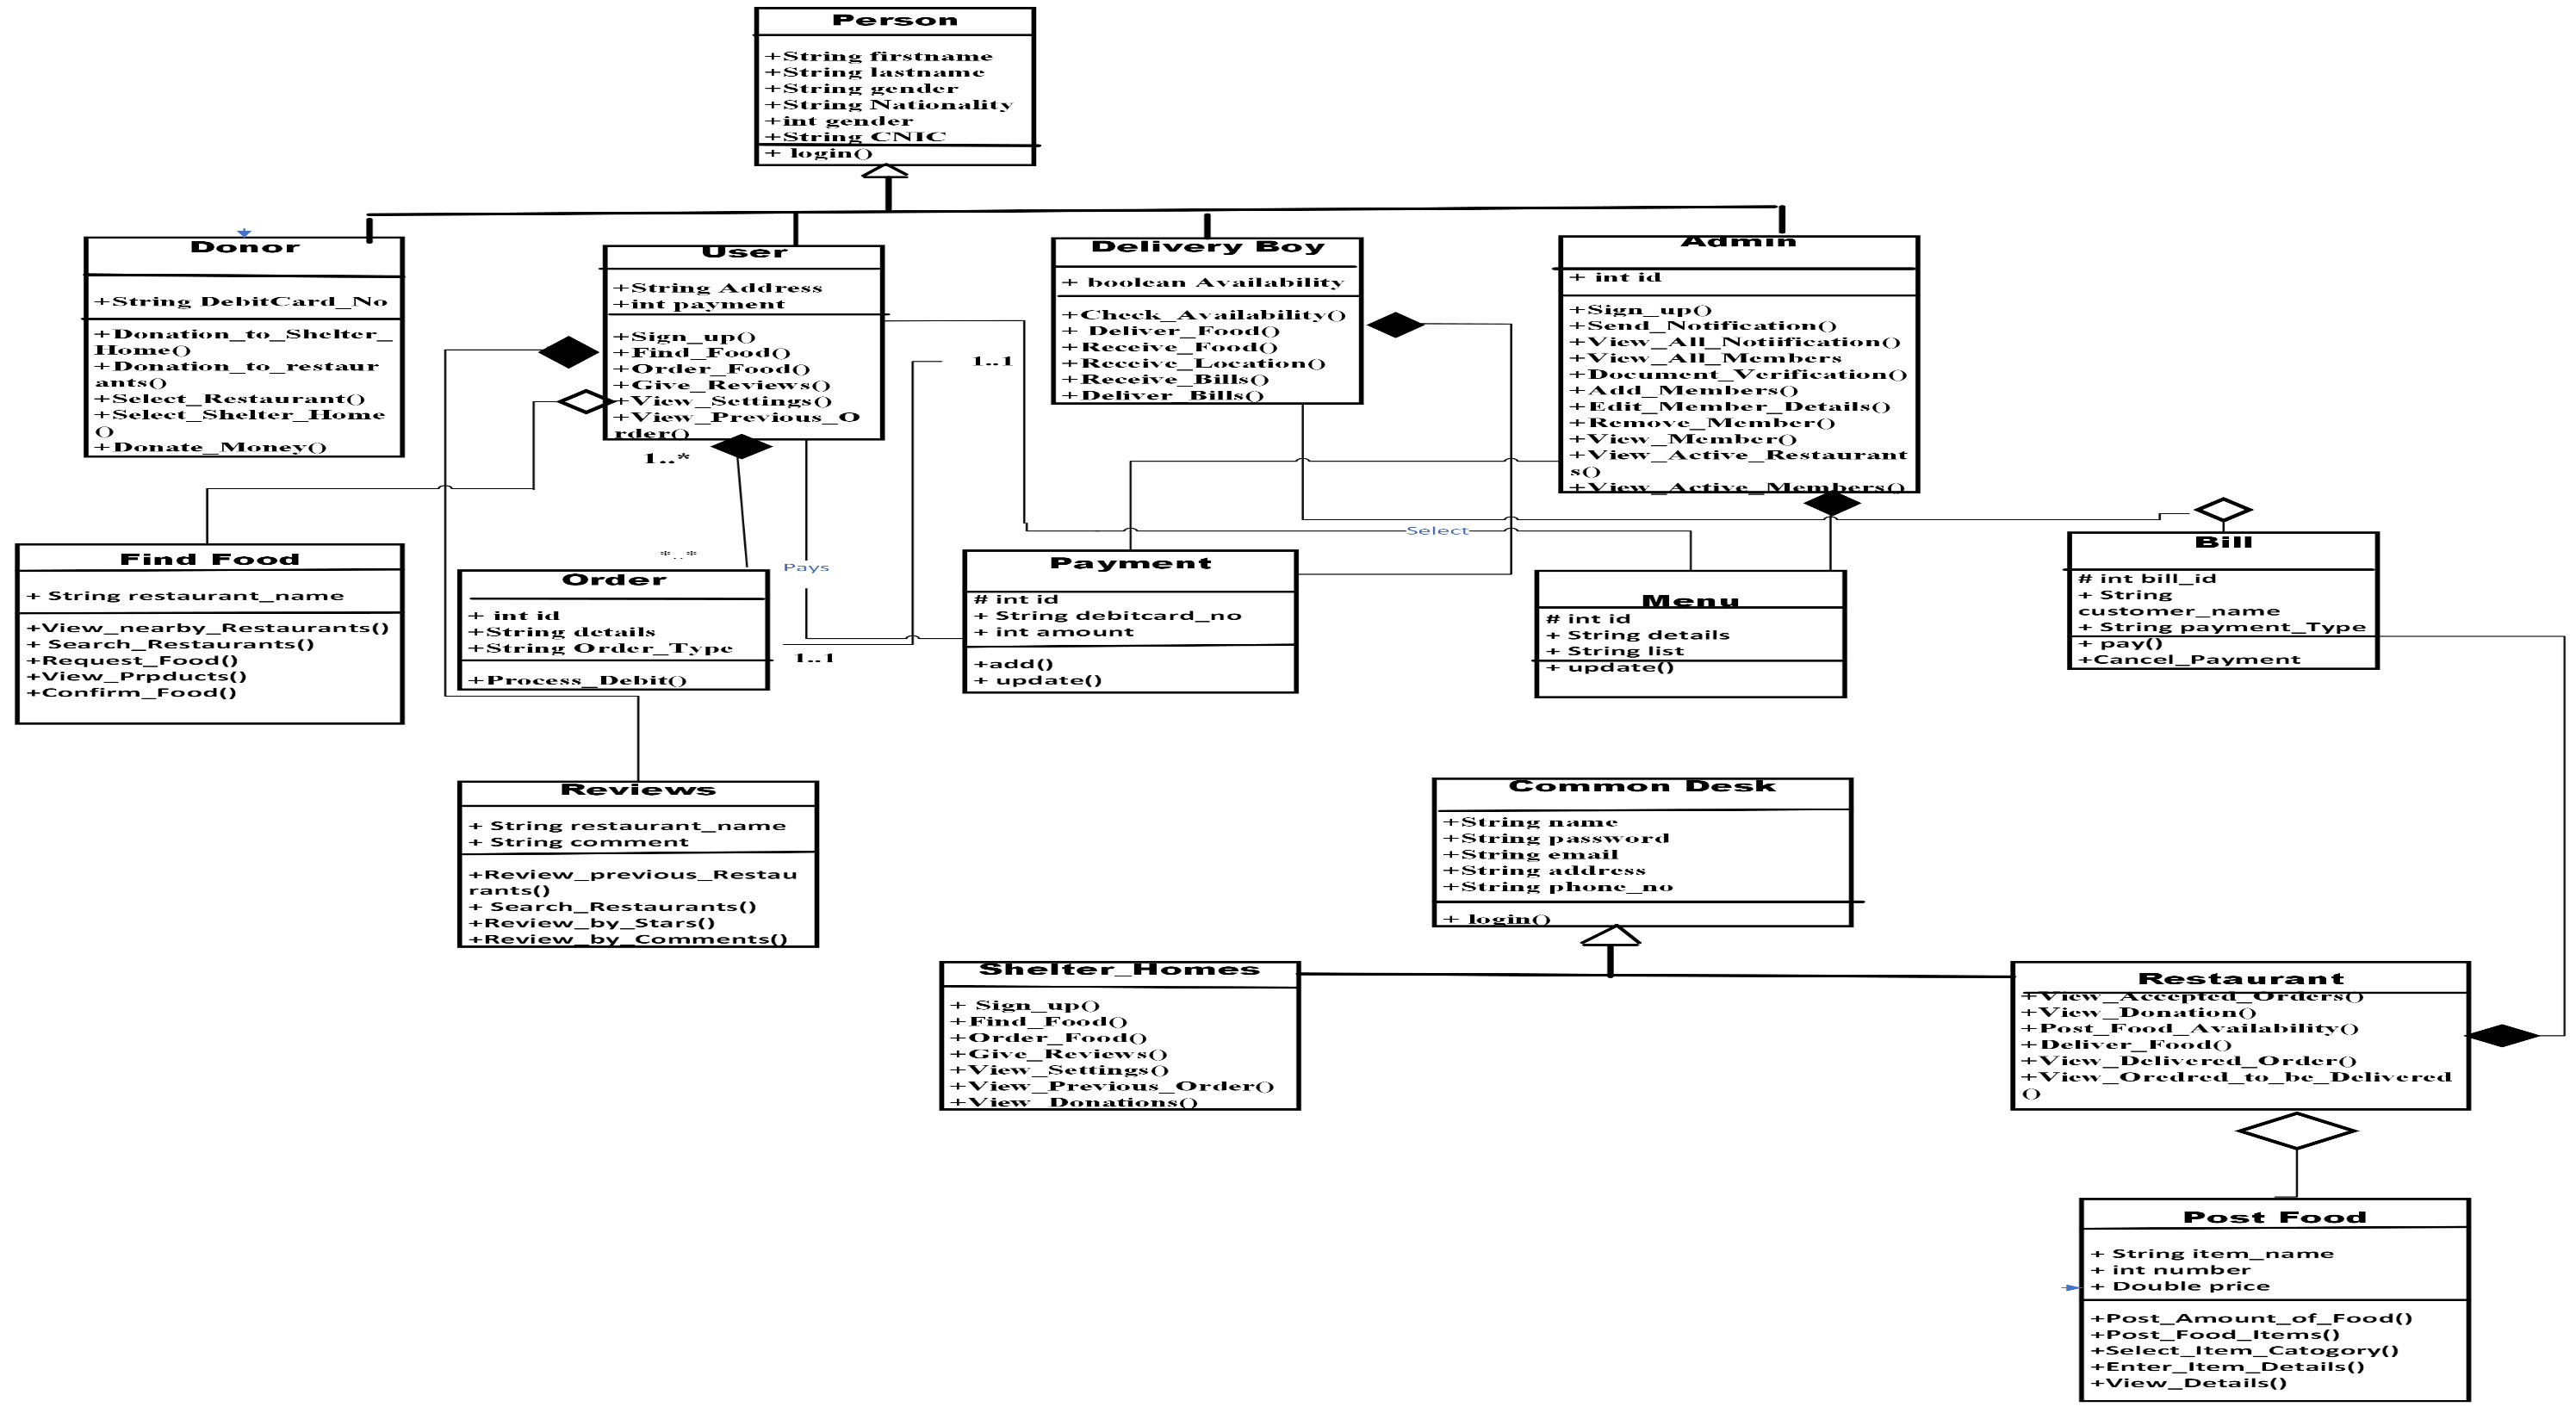 Person
+String firstname
+String lastname
+String gender
+String Nationality
+int gender
+String CNIC
+ login()
Donor
+String DebitCard_No
+Donation_to_Shelter_
Home()
+Donation_to_restaur
ants()
+Select_Restaurant()
+Select_Shelter_Home
()
+Donate_Money()
User
+String Address
+int payment
+Sign_up()
+Find_Food()
+Order_Food()
+Give_Reviews()
+View_Settings()
+View_Previous_O
rder()
Delivery Boy
+ boolean Availability
+Check_Availability()
+ Deliver_Food()
+Receive_Food()
+Receive_Location()
+Receive_Bills()
+Deliver_Bills()
Admin
+ int id
+Sign_up()
+Send_Notification()
+View_All_Notiification()
+View_All_Members
+Document_Verification()
+Add_Members()
+Edit_Member_Details()
+Remove_Member()
+View_Member()
+View_Active_Restaurant
s()
+View_Active_Members()
1..1
1..*
*..*
Pays
Select
1..1
Find Food
+ String restaurant_name
+View_nearby_Restaurants()
+ Search_Restaurants()
+Request_Food()
+View_Prpducts()
+Confirm_Food()
Order
+ int id
+String details
+String Order_Type
+Process_Debit()
Payment
# int id
+ String debitcard_no
+ int amount
+add()
+ update()
Menu
# int id
+ String details
+ String list
+ update()
Bill
# int bill_id
+ String
customer_name
+ String payment_Type
+ pay()
+Cancel_Payment
Reviews
+ String restaurant_name
+ String comment
+Review_previous_Restau
rants()
+ Search_Restaurants()
+Review_by_Stars()
+Review_by_Comments()
Common Desk
+String name
+String password
+String email
+String address
+String phone_no
+ login()
Shelter_Homes
+ Sign_up()
+Find_Food()
+Order_Food()
+Give_Reviews()
+View_Settings()
+View_Previous_Order()
+View_Donations()
Restaurant
+View_Accepted_Orders()
+View_Donation()
+Post_Food_Availability()
+Deliver_Food()
+View_Delivered_Order()
+View_Oredred_to_be_Delivered
()
Post Food
+ String item_name
+ int number
+ Double price
+Post_Amount_of_Food()
+Post_Food_Items()
+Select_Item_Catogory()
+Enter_Item_Details()
+View_Details()